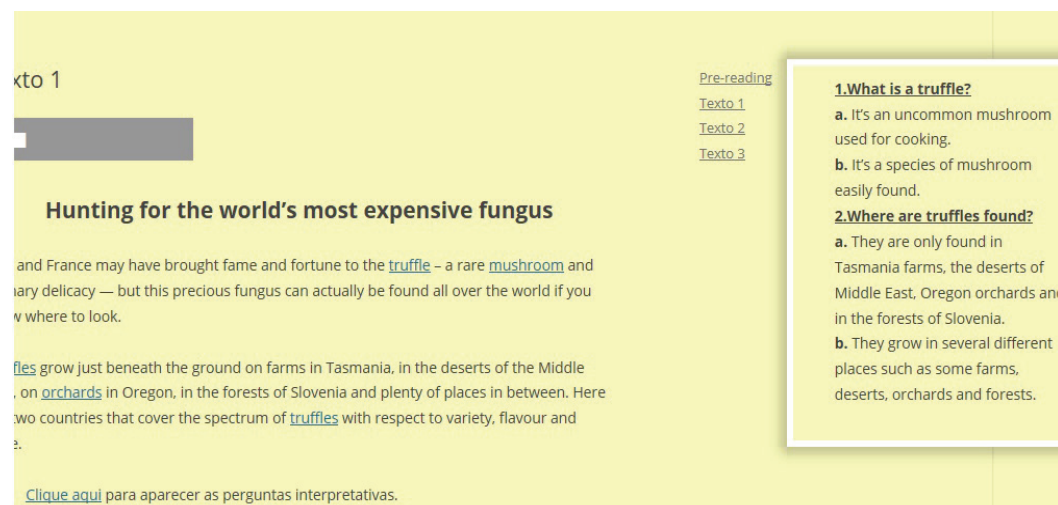 xto 1
Hunting for the world's most expensive fungus
and France may have brought fame and fortune to the truffle – a rare mushroom and
nary delicacy — but this precious fungus can actually be found all over the world if you
w where to look.
fles grow just beneath the ground on farms in Tasmania, in the deserts of the Middle
, on orchards in Oregon, in the forests of Slovenia and plenty of places in between. Here
two countries that cover the spectrum of truffles with respect to variety, flavour and
e.
Clique aqui para aparecer as perguntas interpretativas.
Pre-reading
Texto 1
Texto 2
Texto 3
1.What is a truffle?
a. It's an uncommon mushroom
used for cooking.
b. It's a species of mushroom
easily found.
2.Where are truffles found?
a. They are only found in
Tasmania farms, the deserts of
Middle East, Oregon orchards and
in the forests of Slovenia.
b. They grow in several different
places such as some farms,
deserts, orchards and forests.